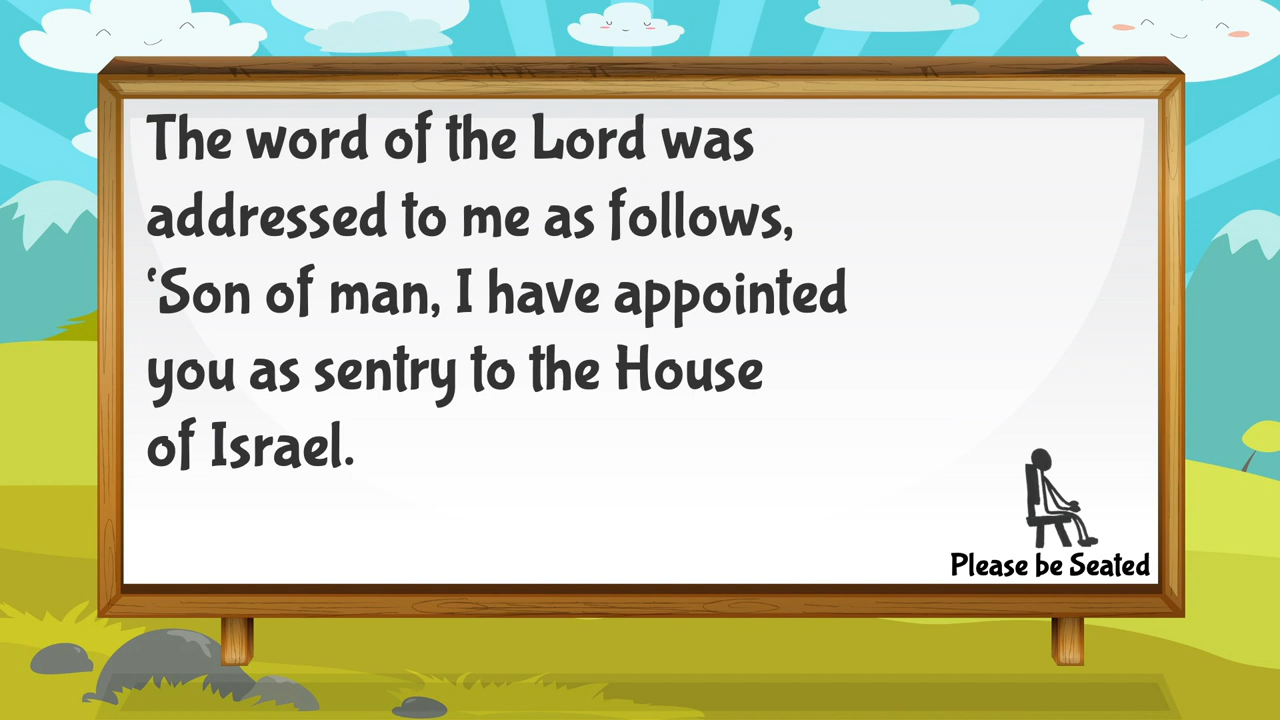 The word of the Lord was
addressed to me as follows,
‘Son of man, I have appointed
you as sentry to the House
of Israel.
Please be Seated